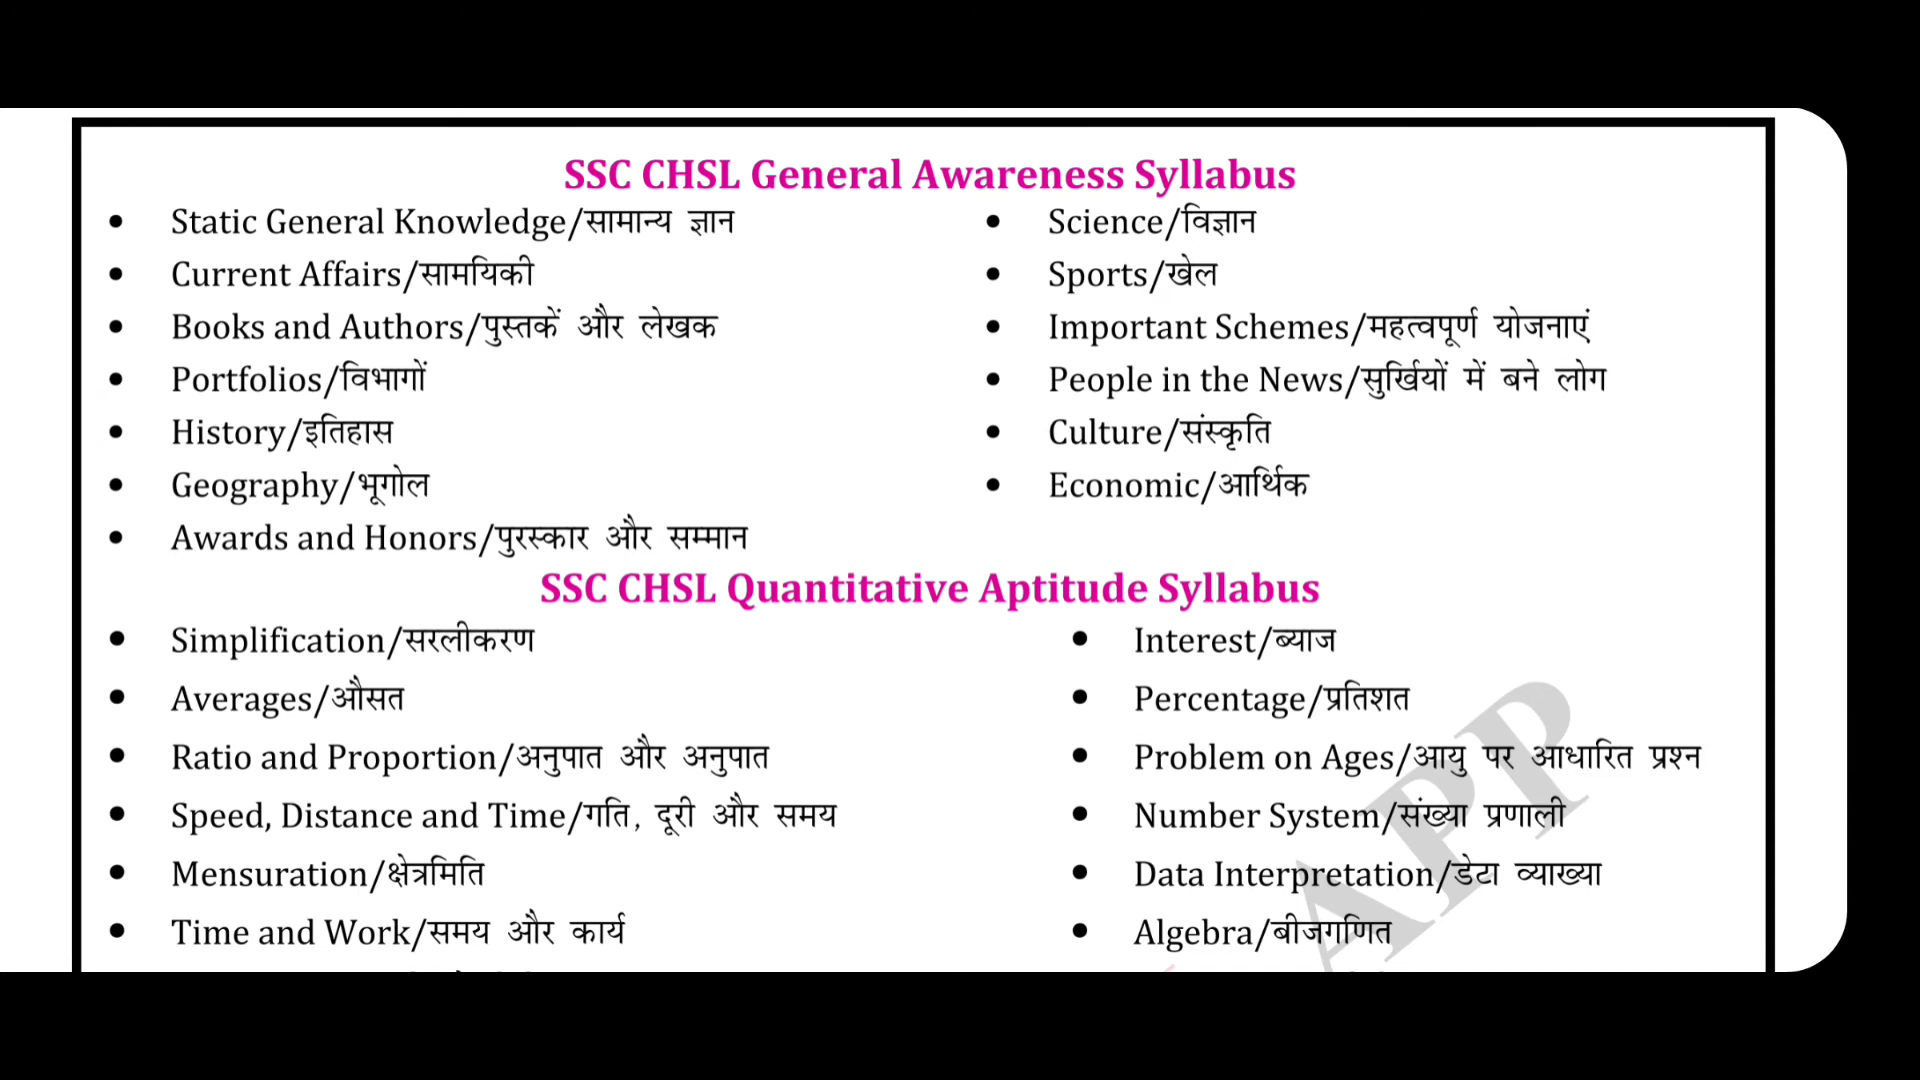 SSC CHSL General Awareness Syllabus
• Static General Knowledge/सामान्य ज्ञान
• Current Affairs/सामयिकी
• Books and Authors/पुस्तकें और लेखक
• Portfolios/विभागों
• History/इतिहास
• Geography/भूगोल
• Awards and Honors/पुरस्कार और सम्मान
• Science/विज्ञान
• Sports/खेल
• Important Schemes/महत्वपूर्ण योजनाएं
• People in the News/सुर्खियों में बने लोग
• Culture/संस्कृति
• Economic/आर्थिक
SSC CHSL Quantitative Aptitude Syllabus
• Simplification/सरलीकरण
• Averages/औसत
• Ratio and Proportion/अनुपात और अनुपात
• Speed, Distance and Time/गति, दूरी और समय
• Mensuration/क्षेत्रमिति
• Time and Work/समय और कार्य
• Interest/ब्याज
• Percentage/प्रतिशत
• Problem on Ages/आयु पर आधारित प्रश्न
• Number System/संख्या प्रणाली
• Data Interpretation/डेटा व्याख्या
• Algebra/बीजगणित
APP